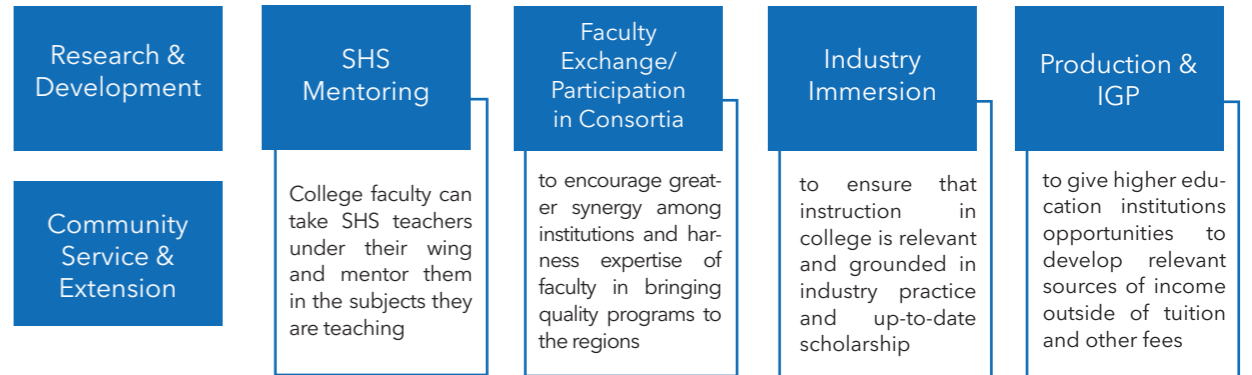 Research &
Development
Community
Service &
Extension
SHS
Mentoring
College faculty can
take SHS teachers
under their wing
and mentor them
in the subjects they
are teaching
Faculty
Exchange/
Participation
in Consortia
to encourage great-
er synergy among
institutions and har-
ness expertise of
faculty in bringing
quality programs to
the regions
Industry
Immersion
to ensure that
instruction in
college is relevant
and grounded in
industry practice
and up-to-date
scholarship
Production &
IGP
to give higher edu-
cation institutions
opportunities to
develop relevant
sources of income
outside of tuition
and other fees